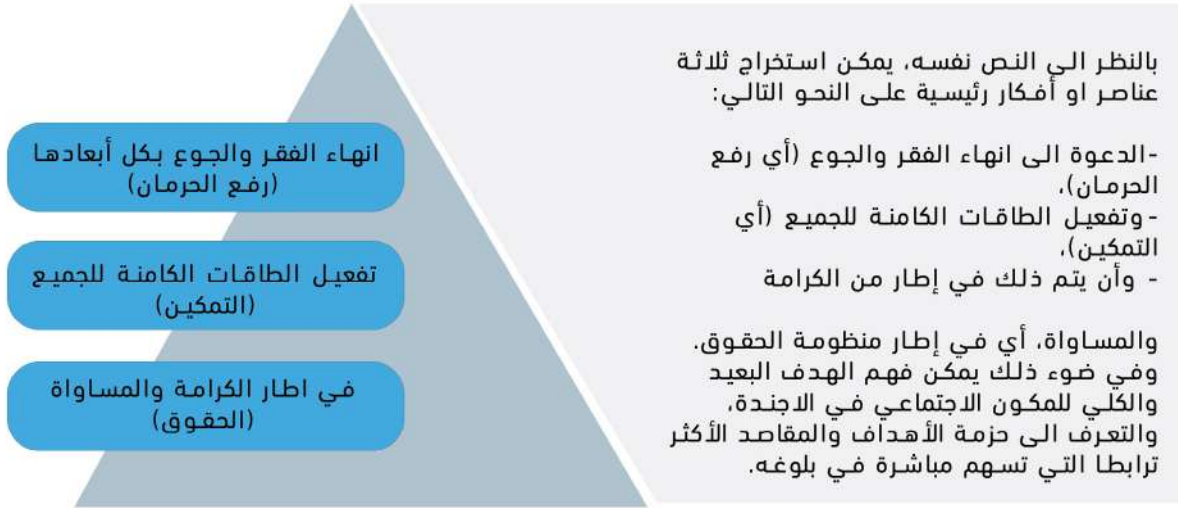 بالنظر الى النص نفسه، يمكن استخراج ثلاثة
عناصر او أفكار رئيسية على النحو التالي:
-الدعوة الى انهاء الفقر والجوع (أي رفع
الحرمان)،
- وتفعيل الطاقات الكامنة للجميع (أي
التمكين)،
- وأن يتم ذلك في إطار من الكرامة
والمساواة، أي في إطار منظومة الحقوق.
وفي ضوء ذلك يمكن فهم الهدف البعيد
والكلي للمكون الاجتماعي في الاجندة،
والتعرف الى حزمة الأهداف والمقاصد الأكثر
ترابطا التي تسهم مباشرة في بلوغه.
انهاء الفقر والجوع بكل أبعادها
(رفع الحرمان)
تفعيل الطاقات الكامنة للجميع
(التمكين)
في اطار الكرامة والمساواة
(الحقوق)